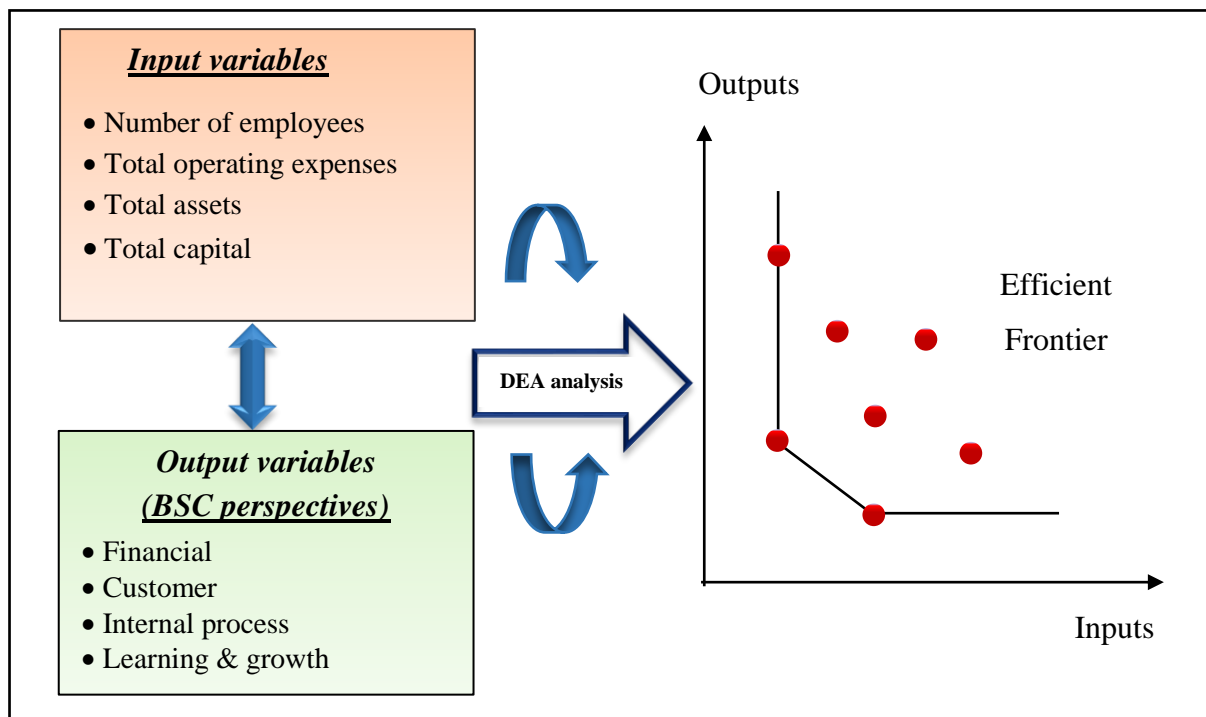 Input variables
• Number of employees
• Total operating expenses
• Total assets
• Total capital
Output variables
(BSC perspectives)
• Financial
• Customer
• Internal process
• Learning & growth
DEA analysis
Outputs
Efficient
Frontier
Inputs